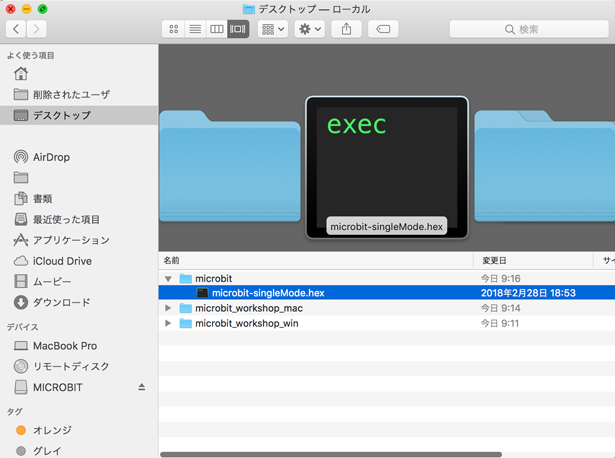 デスクトップ — ローカル
検索
よく使う項目
削除されたユーザ
デスクトップ
AirDrop
書類
最近使った項目
アプリケーション
iCloud Drive
ムービー
ダウンロード
デバイス
MacBook Pro
リモートディスク
MICROBIT
タグ
オレンジ
グレイ
exec
microbit-singleMode.hex
名前 変更日 サイ
microbit 今日 9:16
microbit-singleMode.hex 2018年2月28日 18:53
microbit_workshop_mac 今日 9:14
microbit_workshop_win 今日 9:11